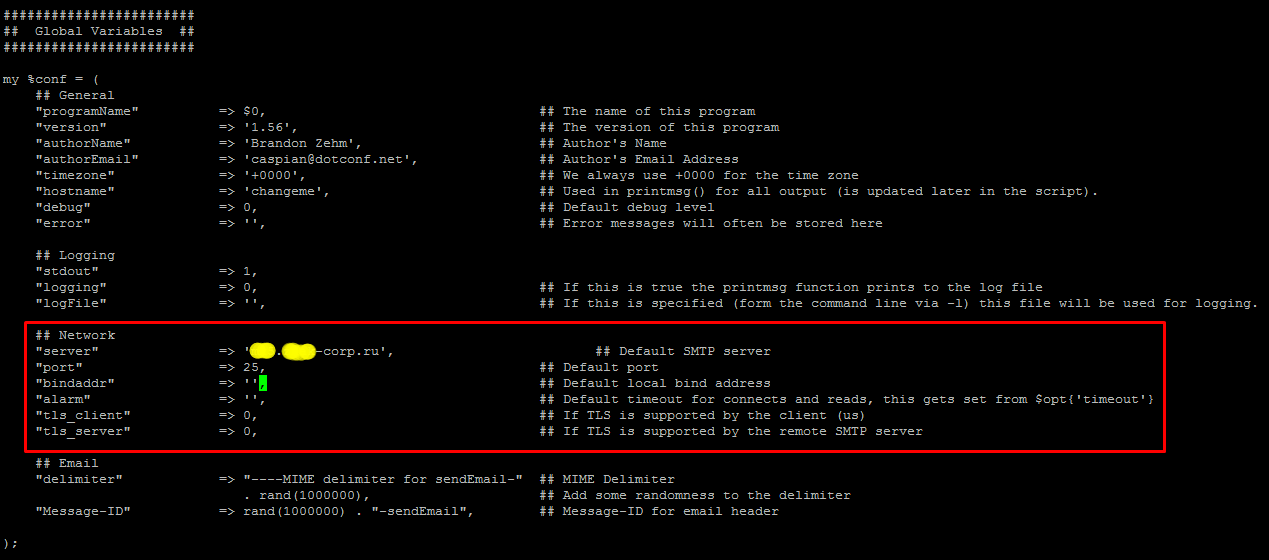 ########################
##  Global Variables  ##
########################
my %conf = (
    ## General
    "programName"          => $0,                                  ## The name of this program
    "version"              => '1.56',                              ## The version of this program
    "authorName"           => 'Brandon Zehm',                      ## Author's Name
    "authorEmail"          => 'caspian@dotconf.net',               ## Author's Email Address
    "timezone"             => '+0000',                             ## We always use +0000 for the time zone
    "hostname"             => 'changeme',                          ## Used in printmsg() for all output (is updated later in the script).
    "debug"                => 0,                                   ## Default debug level
    "error"                => '',                                  ## Error messages will often be stored here
    ## Logging
    "stdout"               => 1,
    "logging"              => 0,                                   ## If this is true the printmsg function prints to the log file
    "logFile"              => '',                                  ## If this is specified (form the command line via -l) this file will be used for logging.
    ## Network
    "server"               => ' . -corp.ru',                         ## Default SMTP server
    "port"                 => 25,                                  ## Default port
    "bindaddr"             => '',                                  ## Default local bind address
    "alarm"                => '',                                  ## Default timeout for connects and reads, this gets set from $opt{'timeout'}
    "tls_client"           => 0,                                   ## If TLS is supported by the client (us)
    "tls_server"           => 0,                                   ## If TLS is supported by the remote SMTP server
    ## Email
    "delimiter"            => "----MIME delimiter for sendEmail-"  ## MIME Delimiter
                              . rand(1000000),                     ## Add some randomness to the delimiter
    "Message-ID"           => rand(1000000) . "-sendEmail",        ## Message-ID for email header
);